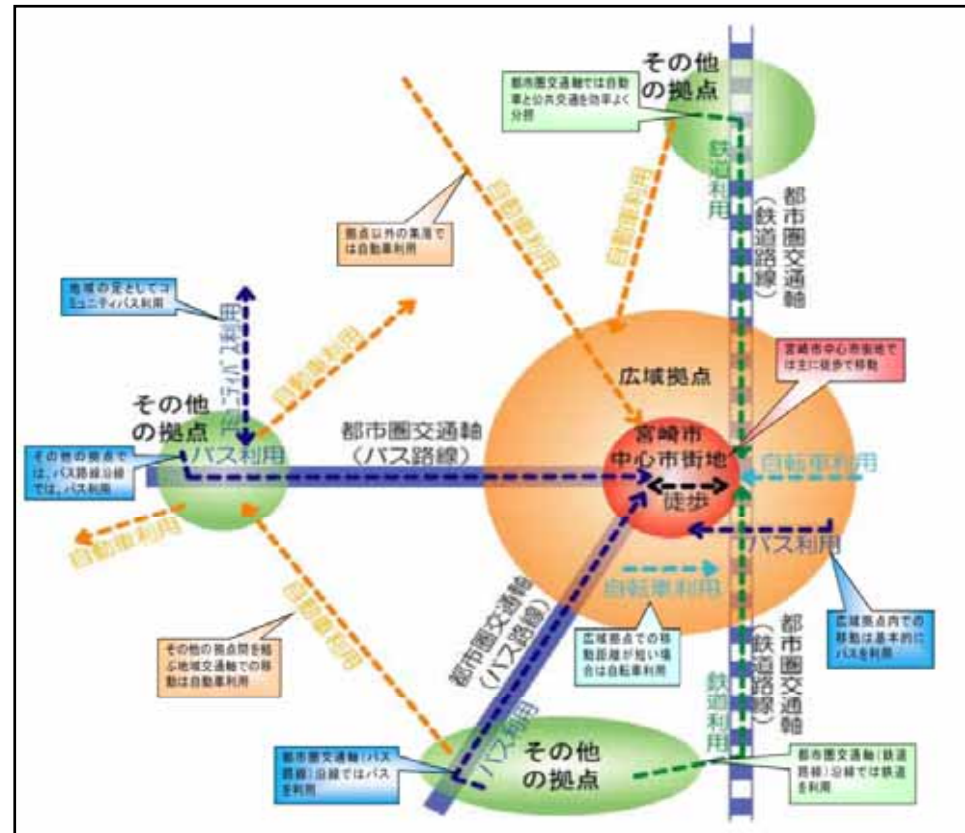 その他
の拠点
都市圏交通軸では自動
車と公共交通を効率よく
分担
鉄道利用
都市圏交通軸
(鉄道路線)
自動車利用
自動車利用
拠点以外の集落で
は自動車利用
地域の足としてコ
ミュニティバス利用
コミュニティバス利用
自動車利用
広域拠点
宮崎市中心市街地で
は主に徒歩で移動
その他
の拠点
バス利用
都市圏交通軸
(バス路線)
宮崎市
中心市街地
徒歩
自転車利用
その他の拠点で
は、バス路線沿線
では、バス利用
自動車利用
バス利用
自転車利用
自動車利用
都市圏交通軸
(バス路線)
その他の拠点間を結
ぶ地域交通軸での移
動は自動車利用
広域拠点での移
動距離が短い場
合は自転車利用
広域拠点内での
移動は基本的に
バスを利用
都市圏交通軸
(鉄道路線)
鉄道利用
バス利用
その他
の拠点
都市圏交通軸(バス
路線)沿線ではバス
を利用
都市圏交通軸(鉄道
路線)沿線では鉄道
を利用